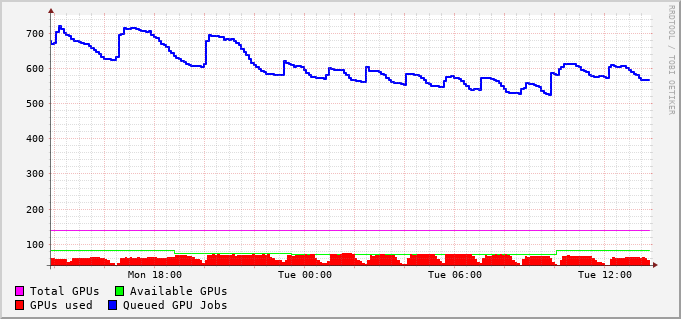 RRDTOOL / TOBI OETIKER
700
600
500
400
300
200
100
Mon 18:00 Tue 00:00 Tue 06:00 Tue 12:00
Total GPUs Available GPUs
GPUs used Queued GPU Jobs